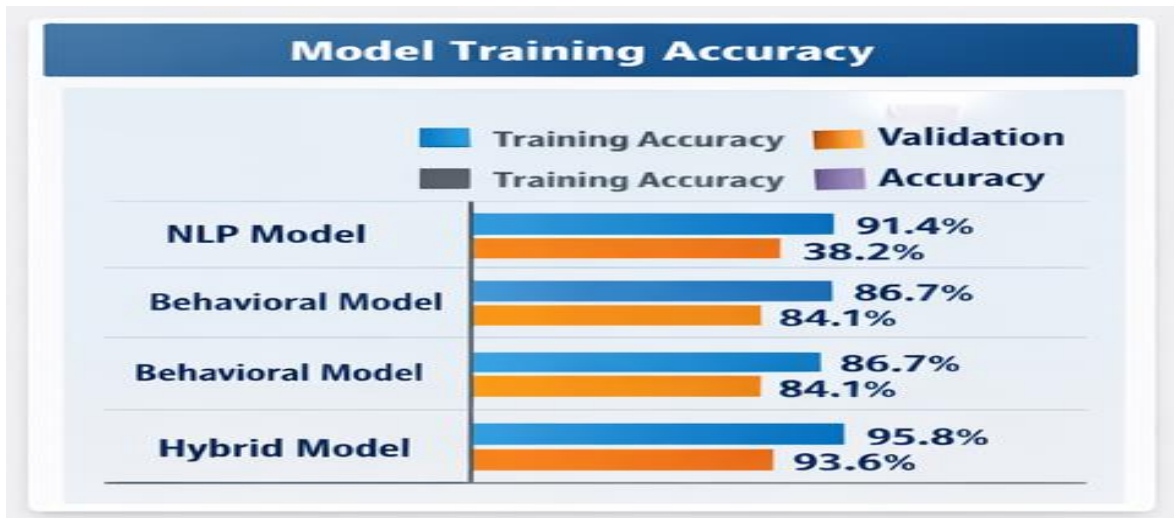 Model Training Accuracy
Training Accuracy Validation
Training Accuracy Accuracy
NLP Model 91.4%
38.2%
Behavioral Model 86.7%
84.1%
Behavioral Model 86.7%
84.1%
Hybrid Model 95.8%
93.6%